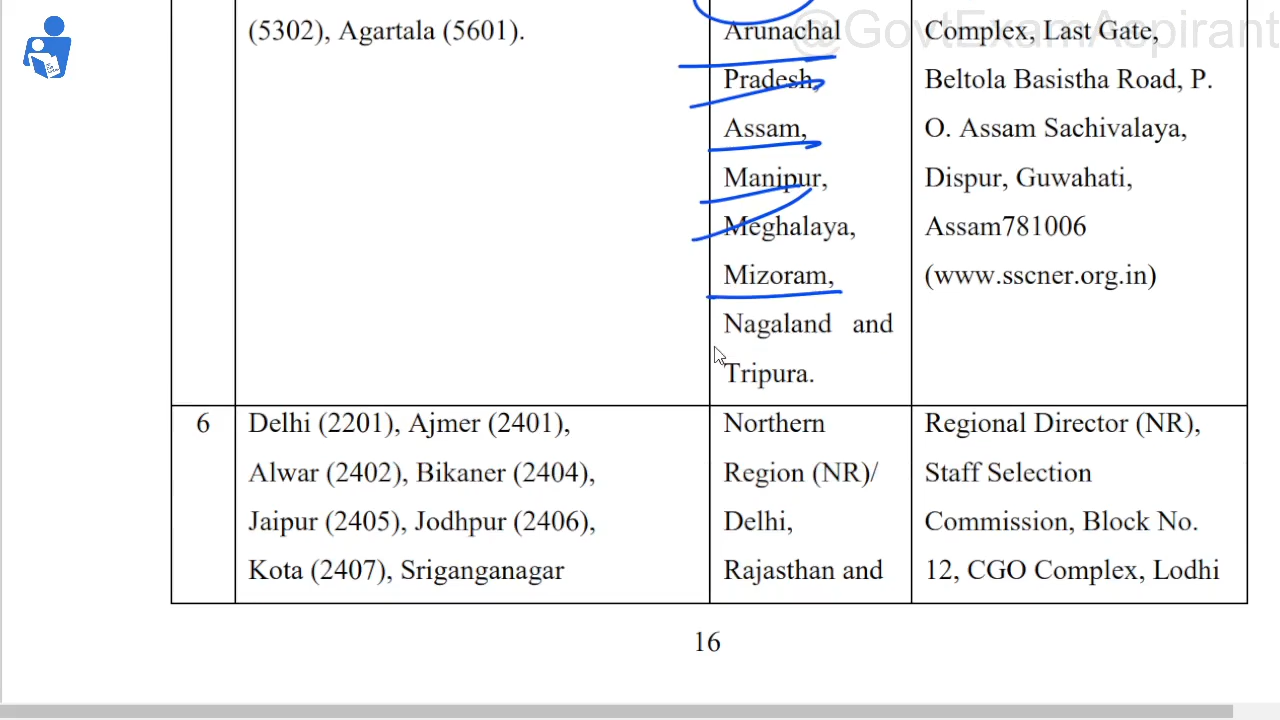 @GovtExamAspirant
(5302), Agartala (5601).
Arunachal
Pradesh,
Assam,
Manipur,
Meghalaya,
Mizoram,
Nagaland and
Tripura.
Complex, Last Gate,
Beltola Basistha Road, P.
O. Assam Sachivalaya,
Dispur, Guwahati,
Assam781006
(www.sscner.org.in)
6
Delhi (2201), Ajmer (2401),
Alwar (2402), Bikaner (2404),
Jaipur (2405), Jodhpur (2406),
Kota (2407), Sriganganagar
Northern
Region (NR)/
Delhi,
Rajasthan and
Regional Director (NR),
Staff Selection
Commission, Block No.
12, CGO Complex, Lodhi
16